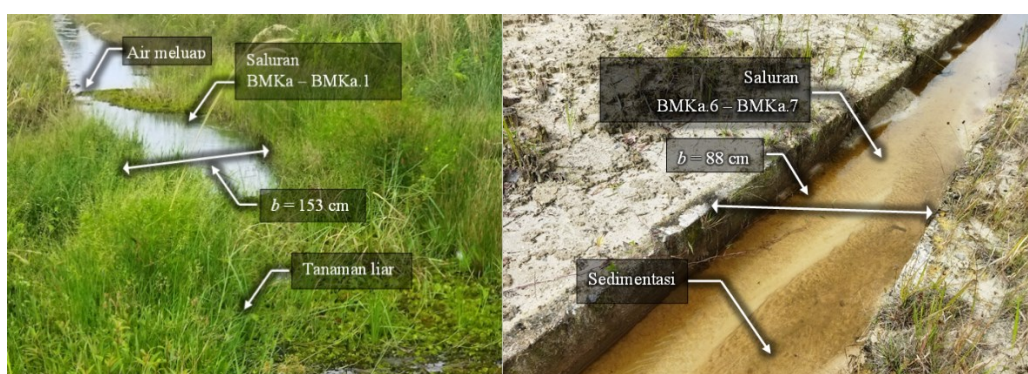 Air meluap
Saluran
BMKa – BMKa.1
b = 153 cm
Tanaman liar
Saluran
BMKa.6 – BMKa.7
b = 88 cm
Sedimentasi